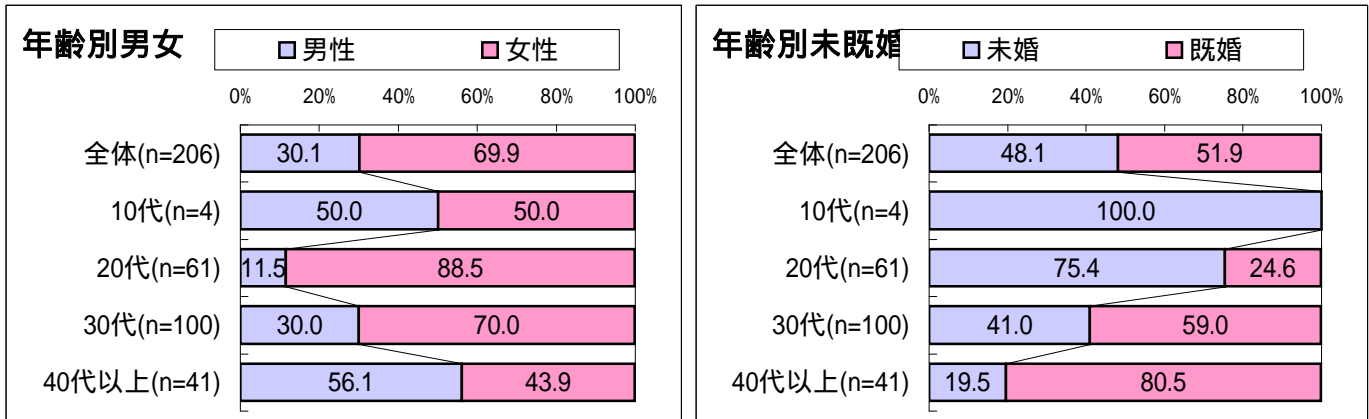 年齢別男女
男性 女性
0% 20% 40% 60% 80% 100%
全体(n=206) 30.1 69.9
10代(n=4) 50.0 50.0
20代(n=61) 11.5 88.5
30代(n=100) 30.0 70.0
40代以上(n=41) 56.1 43.9
年齢別未既婚
未婚 既婚
0% 20% 40% 60% 80% 100%
全体(n=206) 48.1 51.9
10代(n=4) 100.0
20代(n=61) 75.4 24.6
30代(n=100) 41.0 59.0
40代以上(n=41) 19.5 80.5